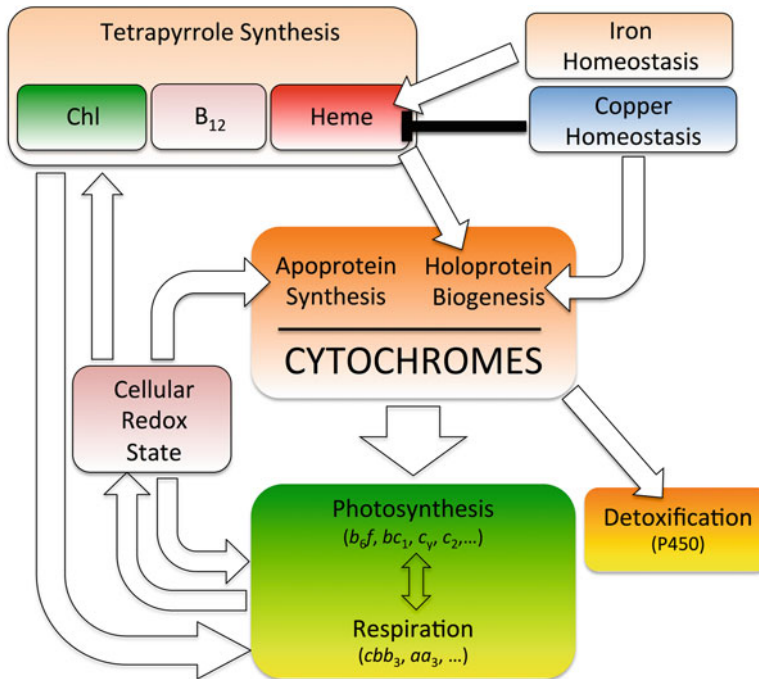 Tetrapyrrole Synthesis
Chl
B₁₂
Heme
Iron
Homeostasis
Copper
Homeostasis
Apoprotein
Synthesis
Holoprotein
Biogenesis
CYTOCHROMES
Cellular
Redox
State
Photosynthesis
(b₆f, bc₁, cᵧ, c₂,...)
Respiration
(cbb₃, aa₃, ...)
Detoxification
(P450)